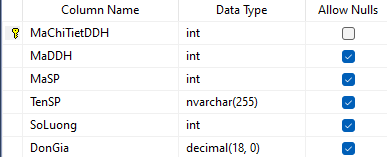 Column Name Data Type Allow Nulls
MaChiTietDDH int
MaDDH int
MaSP int
TenSP nvarchar(255)
SoLuong int
DonGia decimal(18, 0)